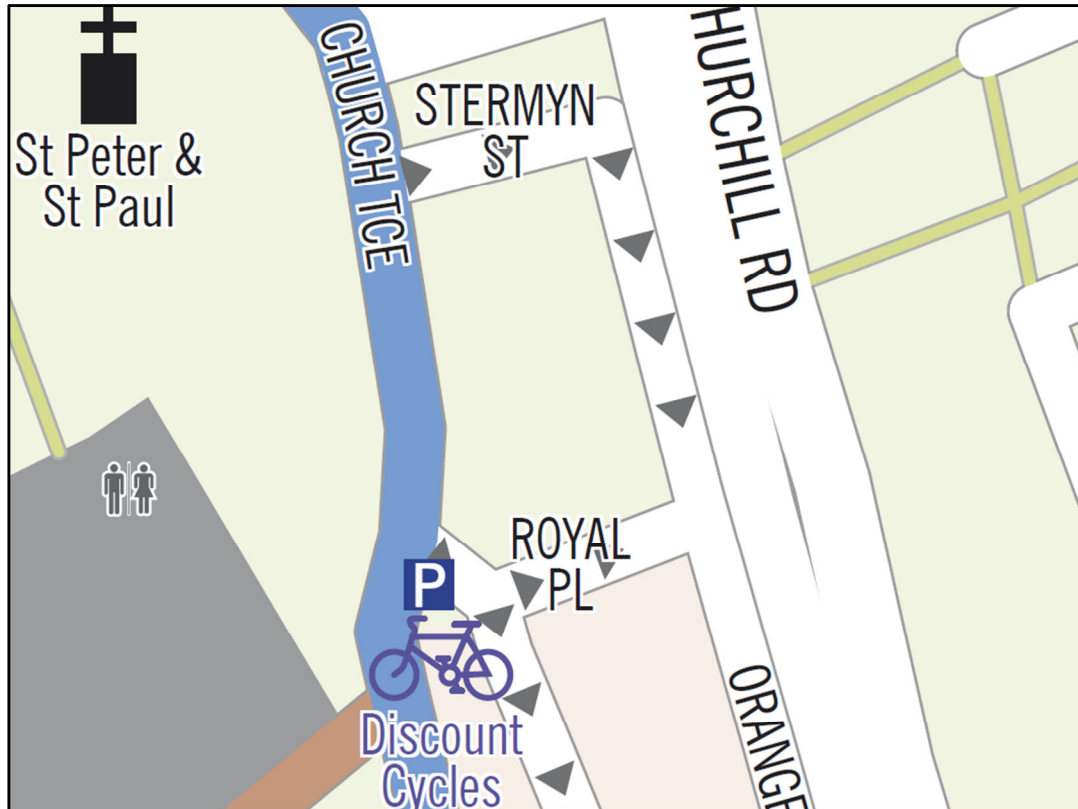 CHURCH TCE
STERMYN
ST
HURCHILL RD
St Peter &
St Paul
ROYAL
PL
P
ORANGE
Discount
Cycles